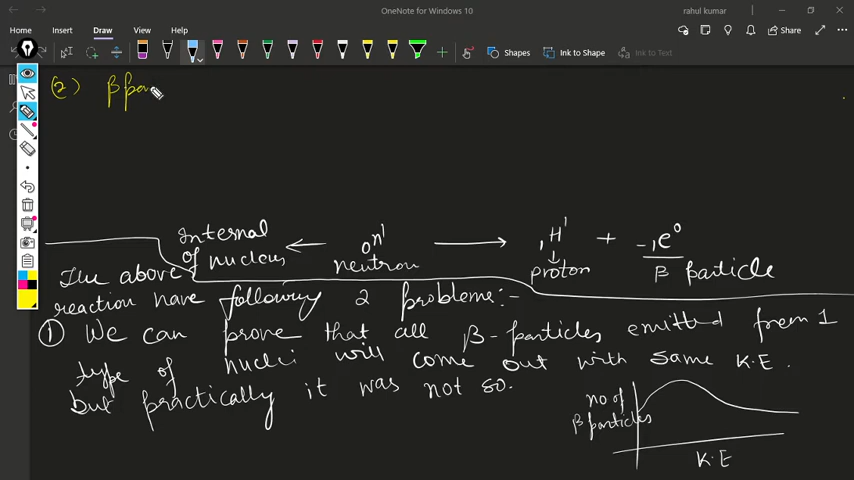 OneNote for Windows 10
rahul kumar
Home Insert Draw View Help
Share
Shapes Ink to Shape Ink to Text
(2) β par
Internal of nucleus ← ₀n¹ → ₁H¹ + ₋₁e⁰
neutron
proton
β particle
The above
reaction have following 2 problems:-
① We can prove that all β-particles emitted from 1
type of nuclei will come out with same K.E.
but practically it was not so.
no of
β particles
K.E